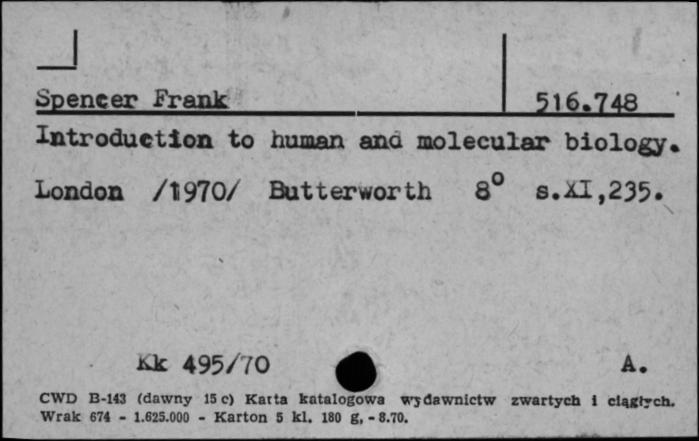 Spencer Frank 516.748
Introduction to human and molecular biology.
London /1970/ Butterworth 8° s.XI,235.
Kk 495/70 A.
CWD B-143 (dawny 15 c) Karta katalogowa wydawnictw zwartych i ciągłych.
Wrak 674 - 1.625.000 - Karton 5 kl. 180 g, - 8.70.